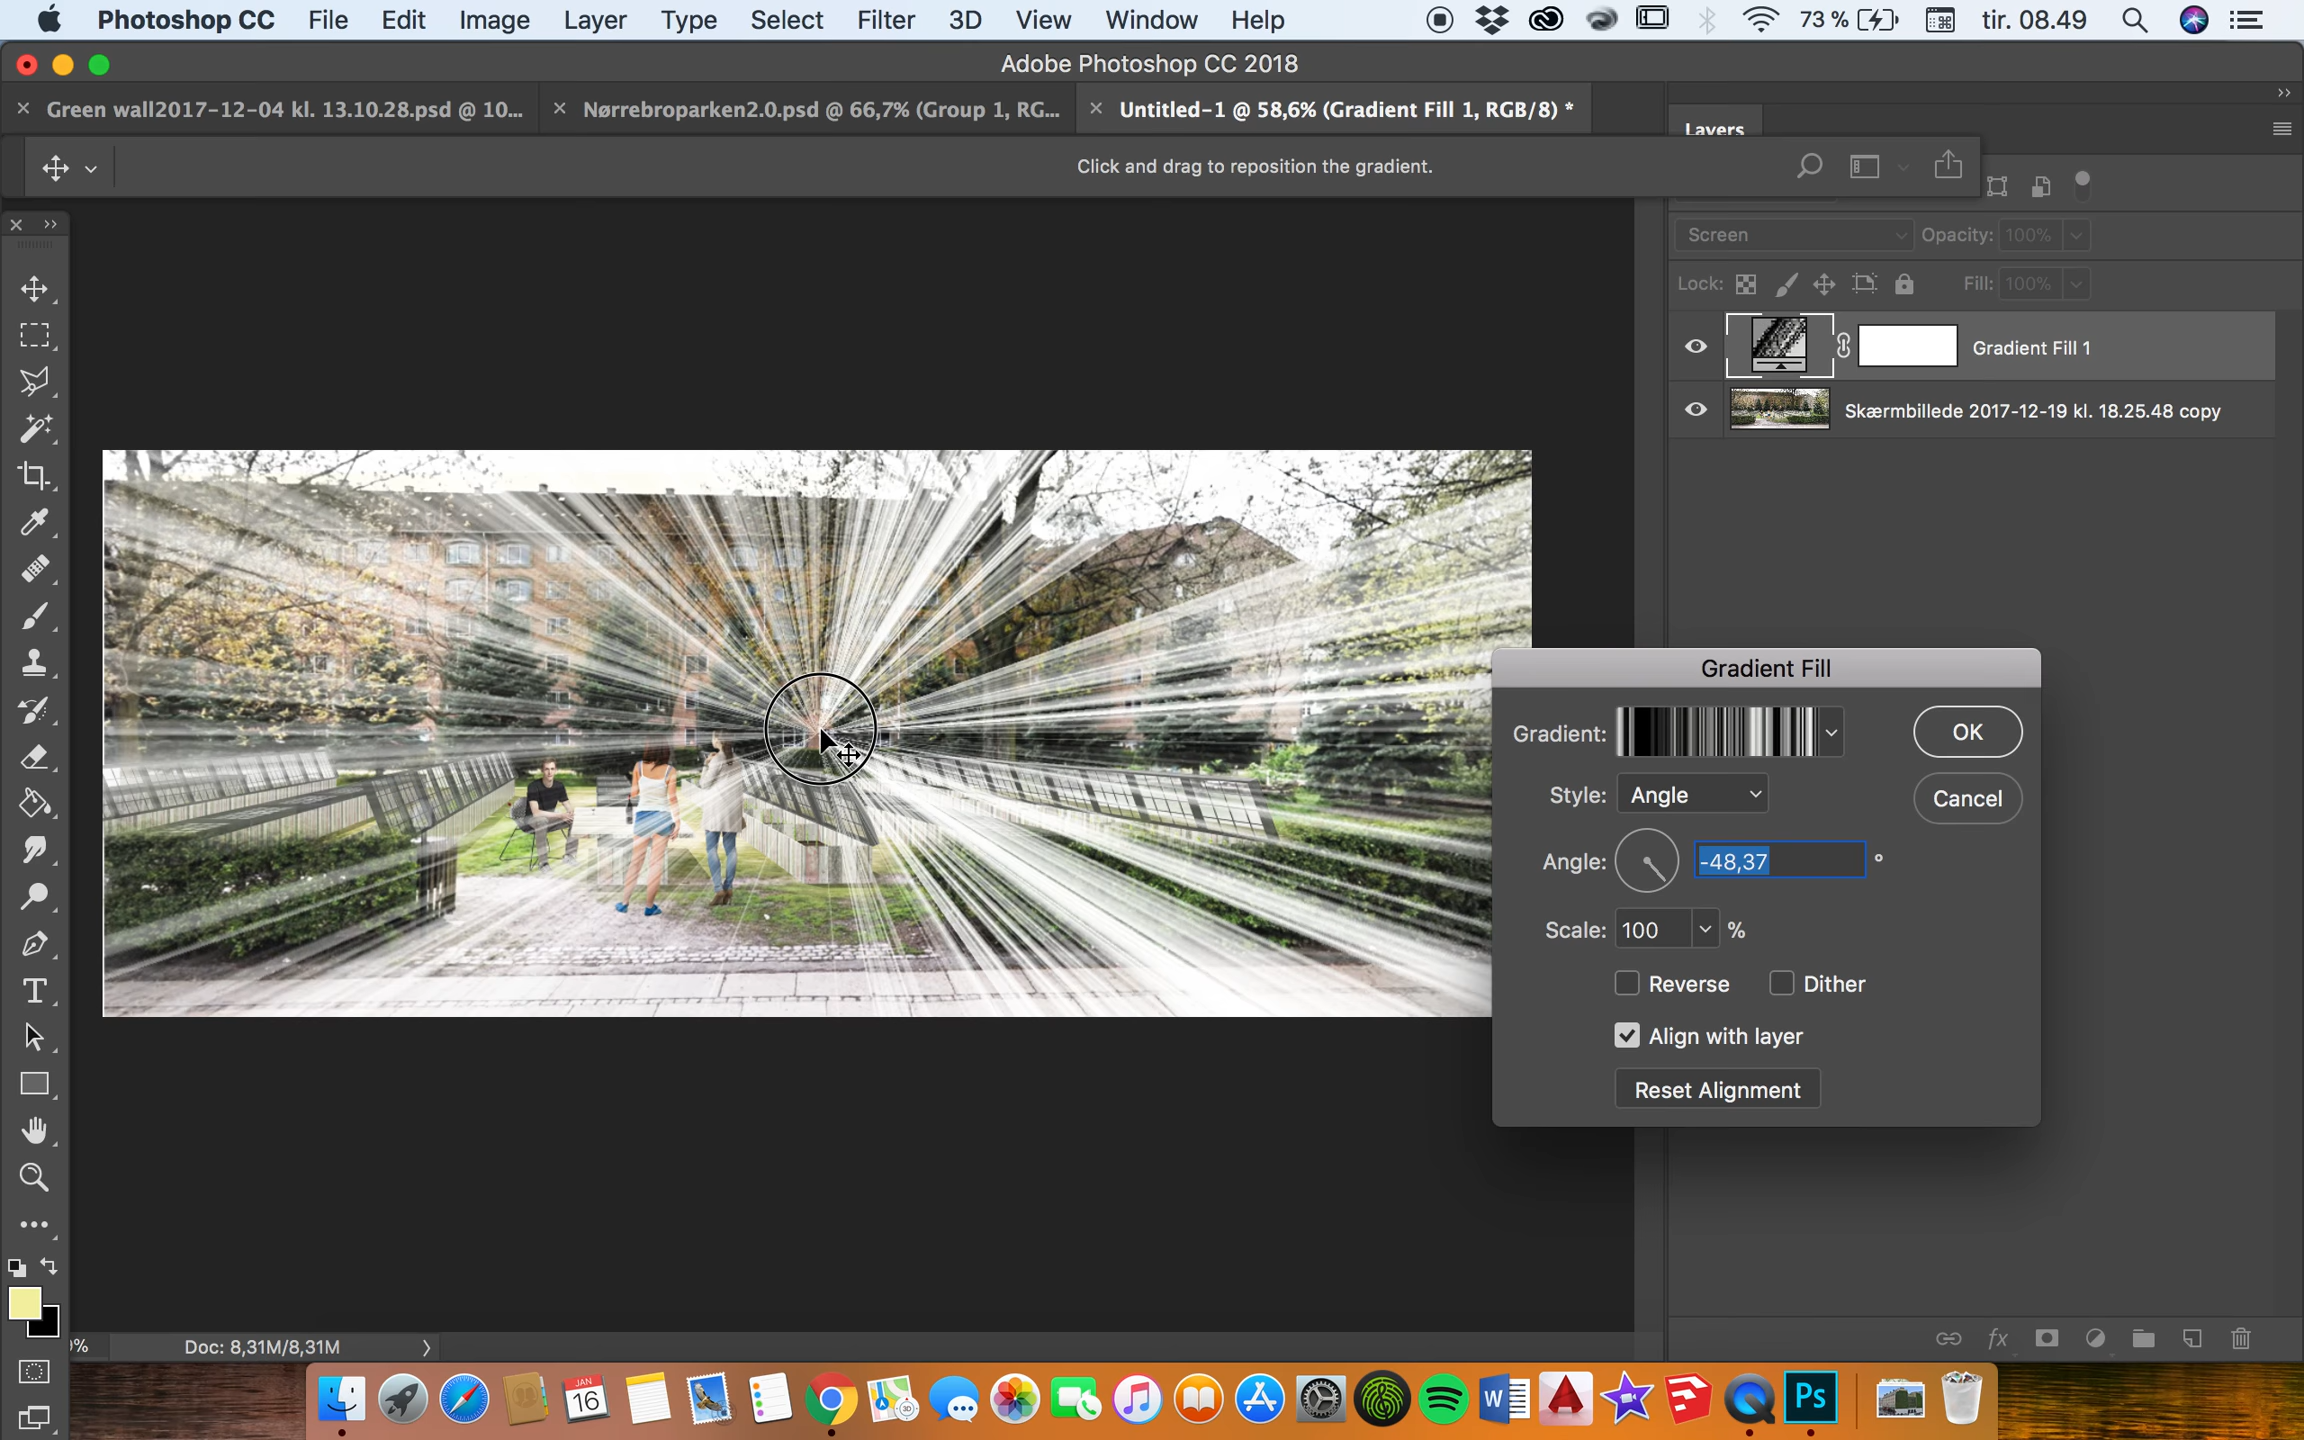 Photoshop CC File Edit Image Layer Type Select Filter 3D View Window Help 73 % tir. 08.49
Adobe Photoshop CC 2018
Green wall2017-12-04 kl. 13.10.28.psd @ 10... Nørrebroparken2.0.psd @ 66,7% (Group 1, RG... Untitled-1 @ 58,6% (Gradient Fill 1, RGB/8) *
Layers
Click and drag to reposition the gradient.
Screen Opacity: 100%
Lock: Fill: 100%
Gradient Fill 1
Skærmbillede 2017-12-19 kl. 18.25.48 copy
Gradient Fill
Gradient: OK
Style: Angle Cancel
Angle: -48,37 °
Scale: 100 %
Reverse Dither
Align with layer
Reset Alignment
Doc: 8,31M/8,31M
fx
JAN
16
3D
W
Ps